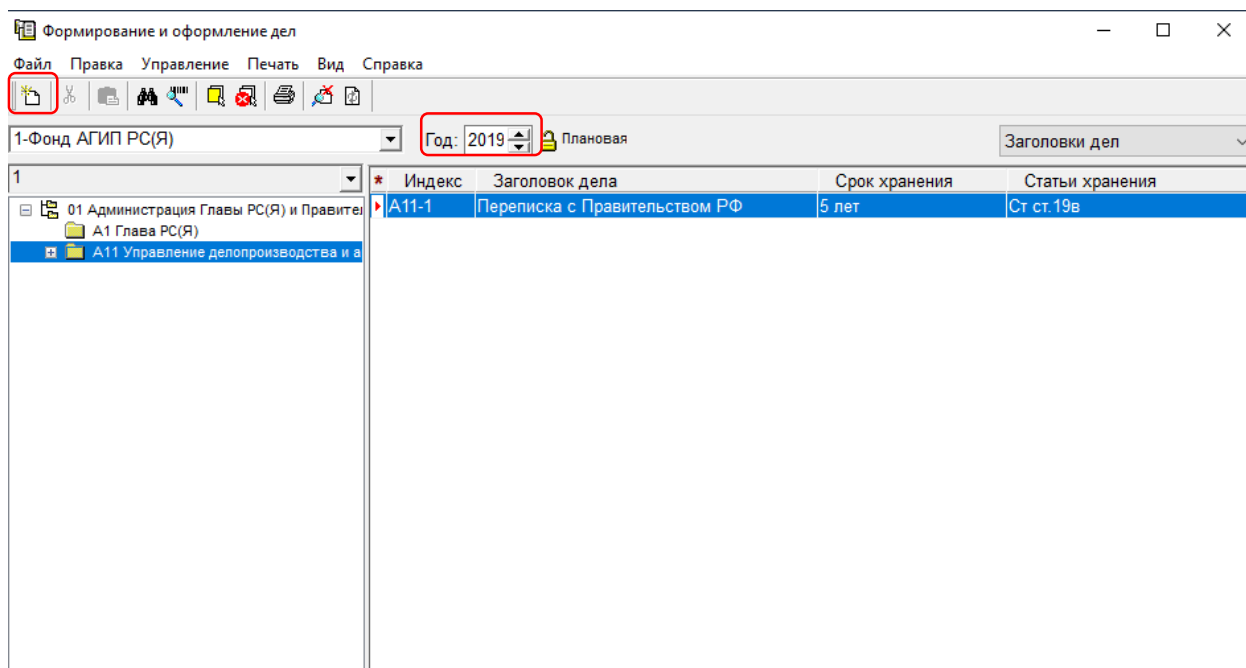 Формирование и оформление дел
Файл Правка Управление Печать Вид Справка
1-Фонд АГИП РС(Я) Год: 2019 Плановая Заголовки дел
1
* Индекс Заголовок дела Срок хранения Статьи хранения
А11-1 Переписка с Правительством РФ 5 лет Ст ст.19в
01 Администрация Главы РС(Я) и Правител
А1 Глава РС(Я)
А11 Управление делопроизводства и а